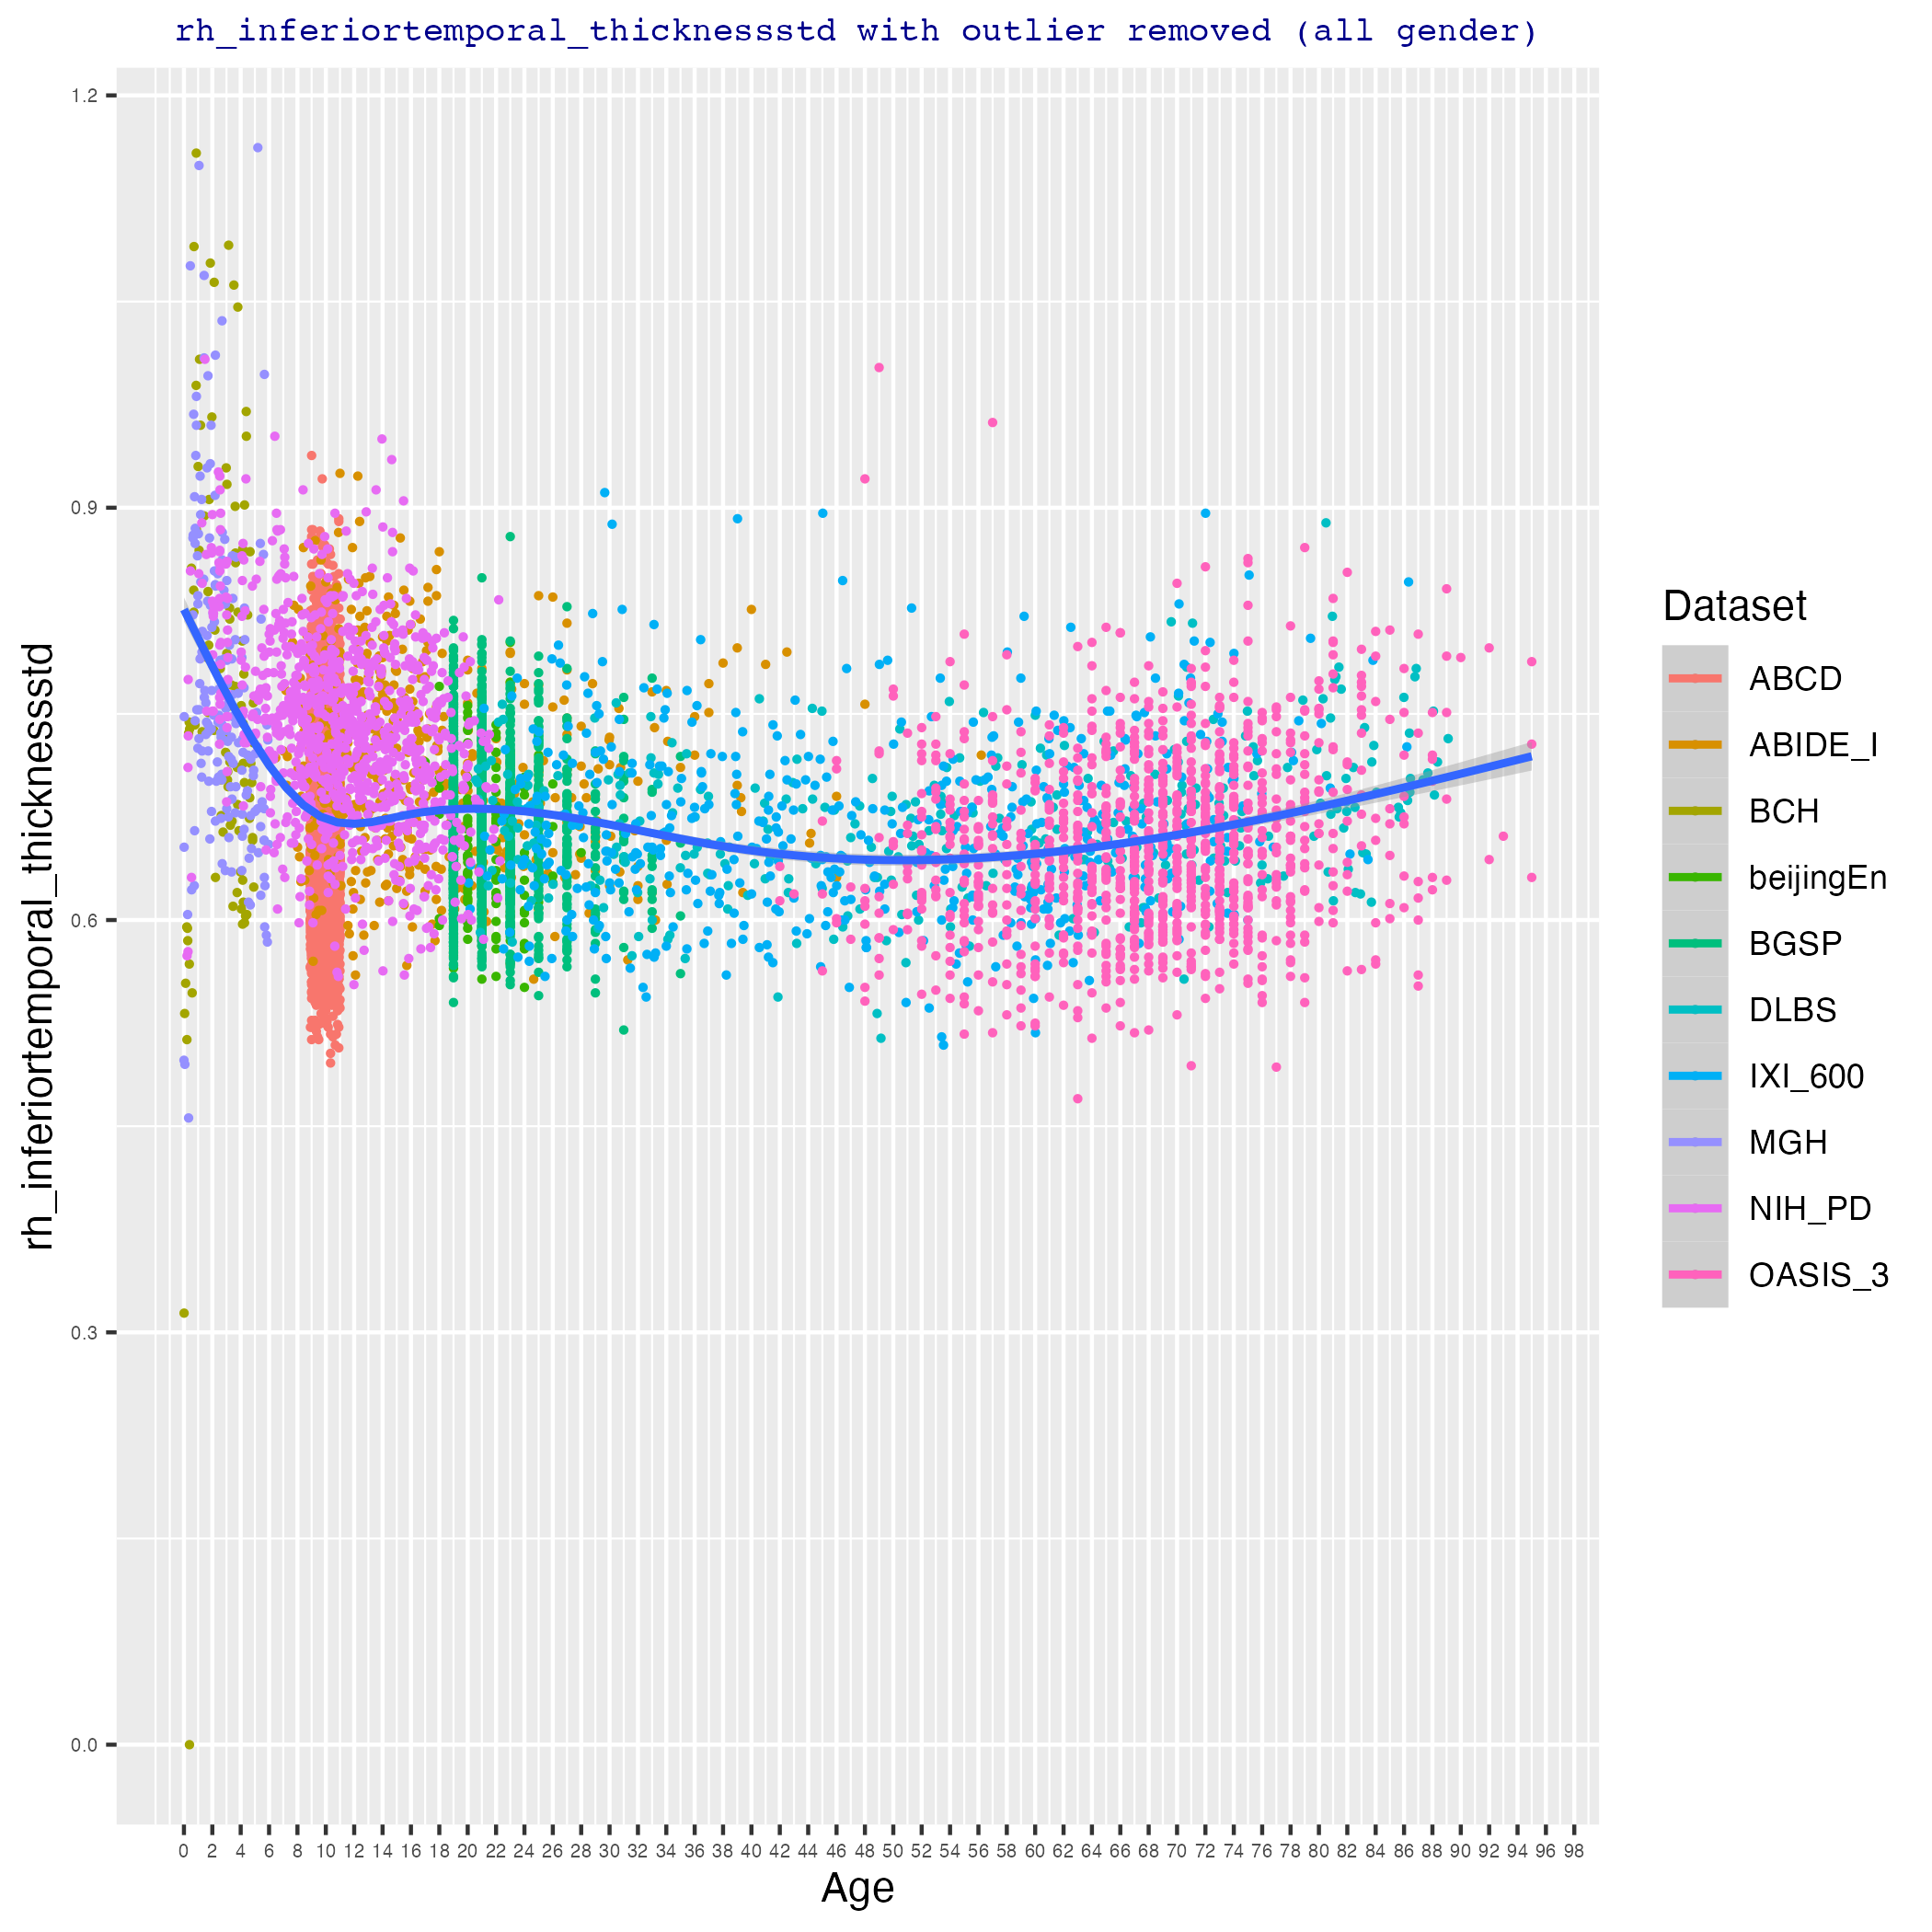 rh_inferiortemporal_thicknessstd with outlier removed (all gender)
rh_inferiortemporal_thicknessstd
1.2
0.9
0.6
0.3
0.0
0 2 4 6 8 10 12 14 16 18 20 22 24 26 28 30 32 34 36 38 40 42 44 46 48 50 52 54 56 58 60 62 64 66 68 70 72 74 76 78 80 82 84 86 88 90 92 94 96 98
Age
Dataset
ABCD
ABIDE_I
BCH
beijingEn
BGSP
DLBS
IXI_600
MGH
NIH_PD
OASIS_3